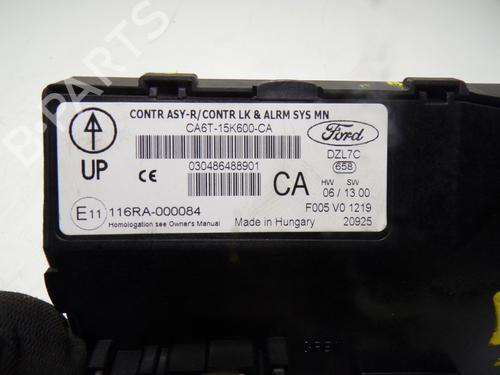 CONTR ASY-R/CONTR LK & ALRM SYS MN
CA6T-15K600-CA
Ford
DZL7C
658
UP
CE
030486488901
CA
HW SW
06 / 13.00
E11 116RA-000084
F005 V0 1219
Homologation see Owner's Manual
Made in Hungary
20925
B-PARTS